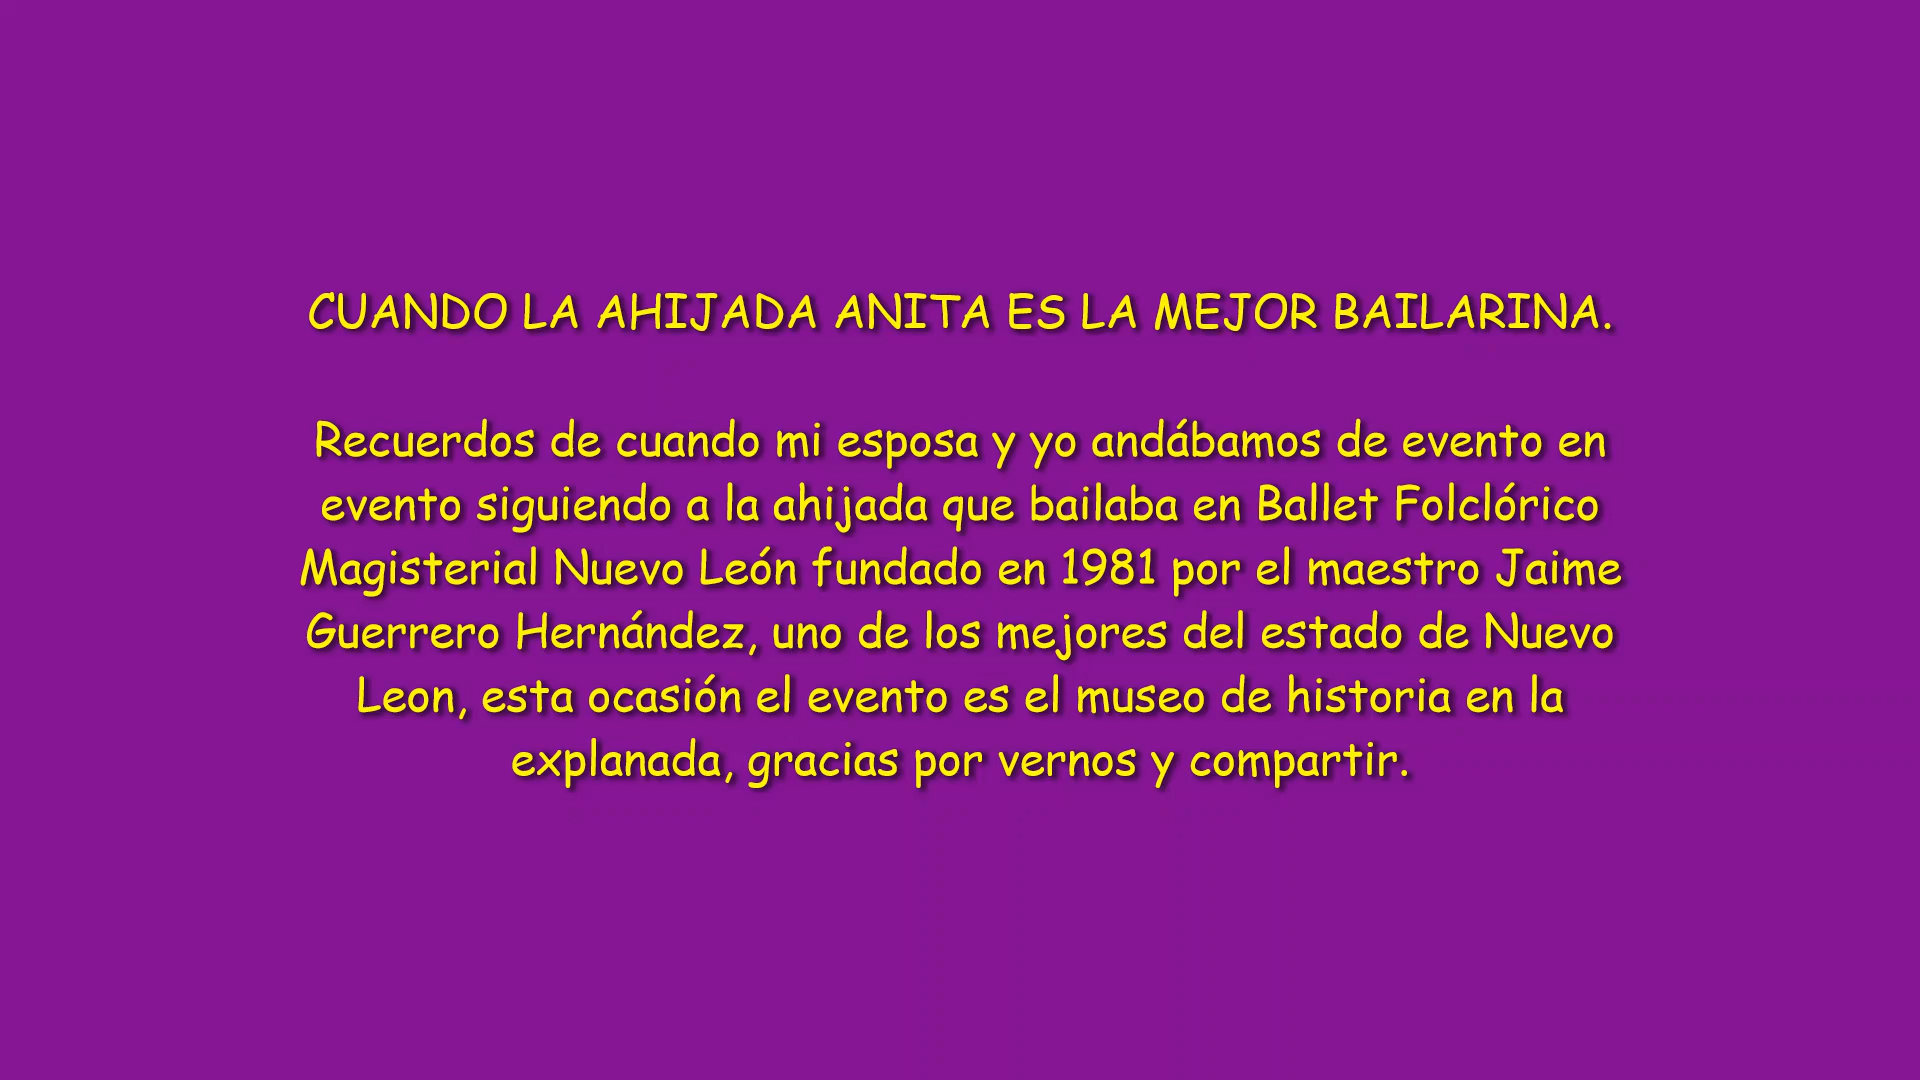 CUANDO LA AHIJADA ANITA ES LA MEJOR BAILARINA.
Recuerdos de cuando mi esposa y yo andábamos de evento en
evento siguiendo a la ahijada que bailaba en Ballet Folclórico
Magisterial Nuevo León fundado en 1981 por el maestro Jaime
Guerrero Hernández, uno de los mejores del estado de Nuevo
Leon, esta ocasión el evento es el museo de historia en la
explanada, gracias por vernos y compartir.